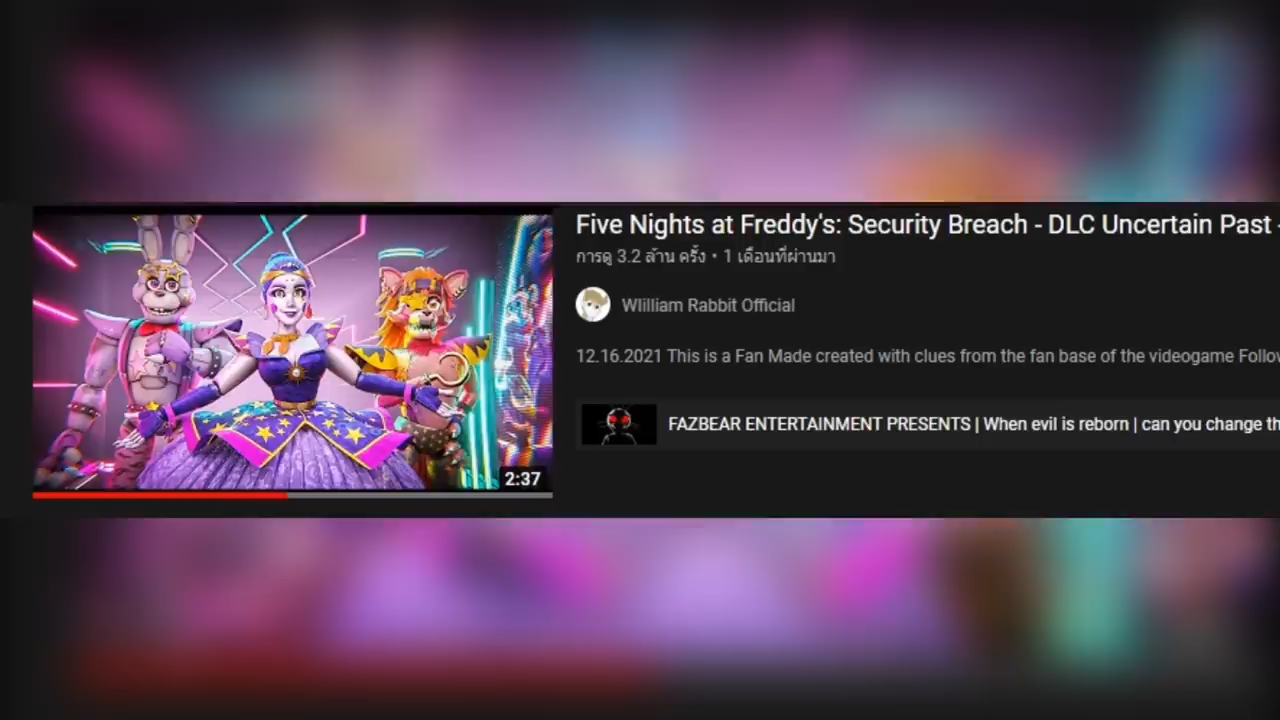 Five Nights at Freddy's: Security Breach - DLC Uncertain Past -
การดู 3.2 ล้าน ครั้ง • 1 เดือนที่ผ่านมา
Wlilliam Rabbit Official
12.16.2021 This is a Fan Made created with clues from the fan base of the videogame Follov
2:37
FAZBEAR ENTERTAINMENT PRESENTS | When evil is reborn | can you change th